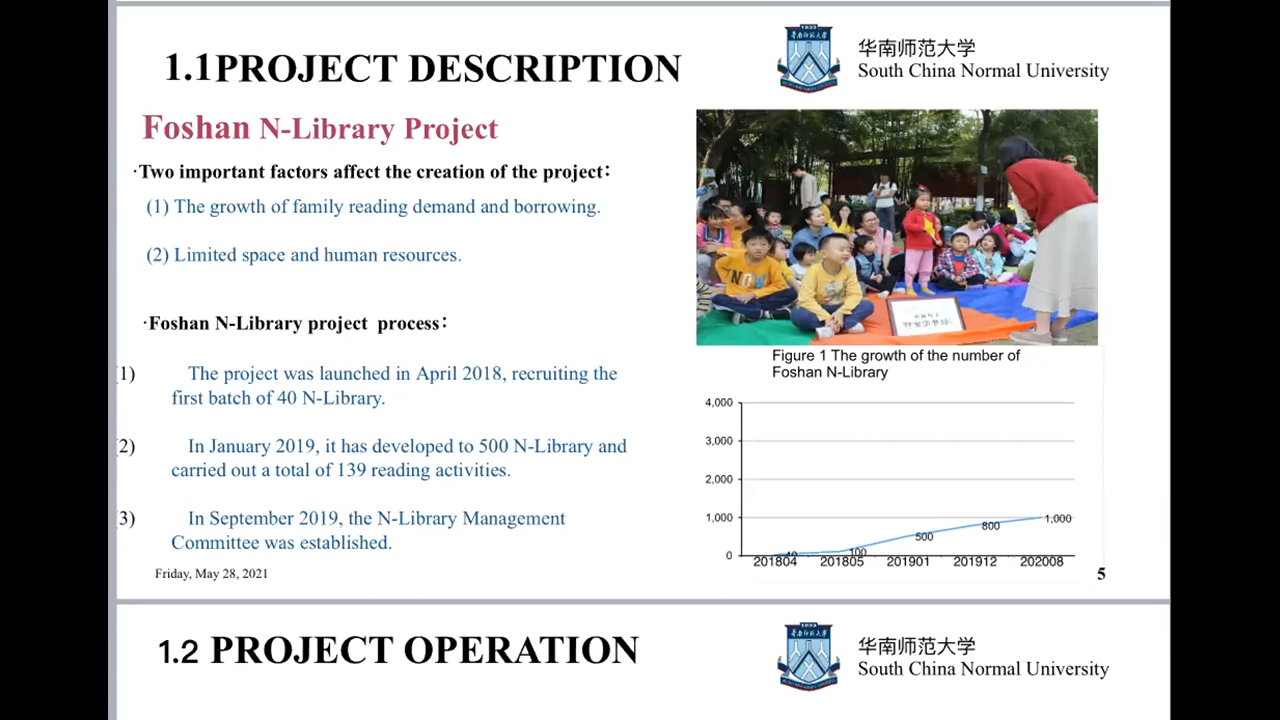 1.1PROJECT DESCRIPTION
华南师范大学
South China Normal University
Foshan N-Library Project
·Two important factors affect the creation of the project：
(1) The growth of family reading demand and borrowing.
(2) Limited space and human resources.
·Foshan N-Library project process：
1) The project was launched in April 2018, recruiting the
first batch of 40 N-Library.
(2) In January 2019, it has developed to 500 N-Library and
carried out a total of 139 reading activities.
(3) In September 2019, the N-Library Management
Committee was established.
Friday, May 28, 2021
Figure 1 The growth of the number of
Foshan N-Library
4,000
3,000
2,000
1,000
0
40
100
500
800
1,000
201804 201805 201901 201912 202008
5
1.2 PROJECT OPERATION
华南师范大学
South China Normal University